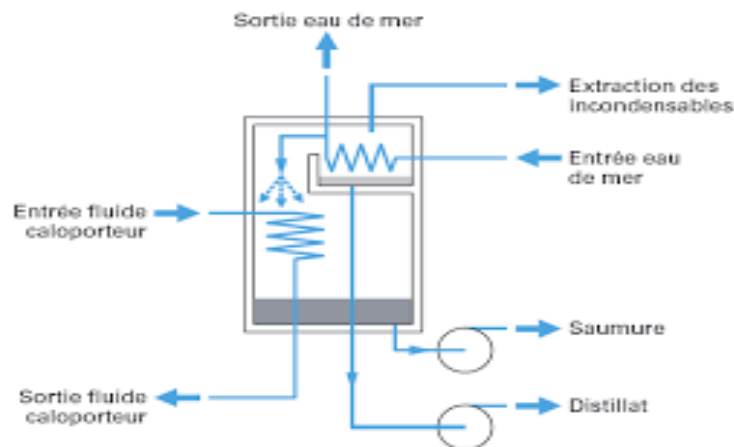 Sortie eau de mer
Extraction des
incondensables
Entrée eau
de mer
Entrée fluide
caloporteur
Saumure
Sortie fluide
caloporteur
Distillat